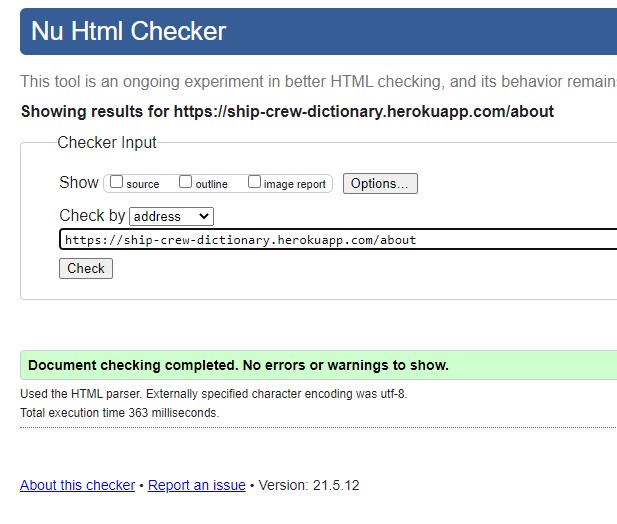 Nu Html Checker
This tool is an ongoing experiment in better HTML checking, and its behavior remain
Showing results for https://ship-crew-dictionary.herokuapp.com/about
Checker Input
Show source outline image report Options...
Check by address
https://ship-crew-dictionary.herokuapp.com/about
Check
Document checking completed. No errors or warnings to show.
Used the HTML parser. Externally specified character encoding was utf-8.
Total execution time 363 milliseconds.
About this checker • Report an issue • Version: 21.5.12